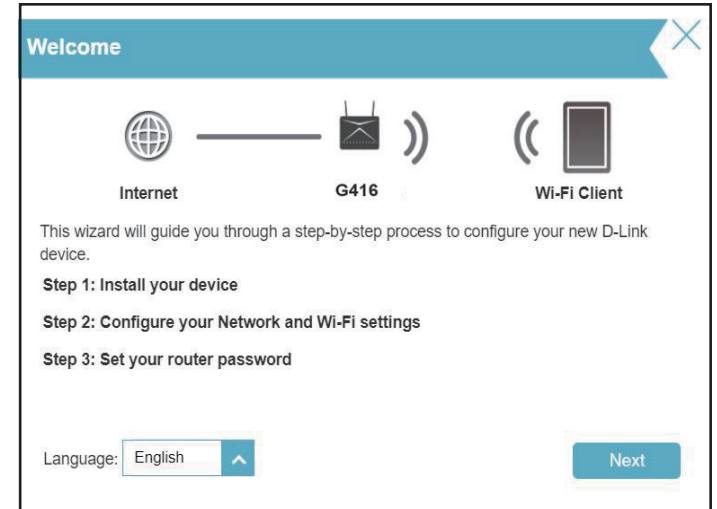 Welcome
Internet
G416
Wi-Fi Client
This wizard will guide you through a step-by-step process to configure your new D-Link
device.
Step 1: Install your device
Step 2: Configure your Network and Wi-Fi settings
Step 3: Set your router password
Language: English
Next